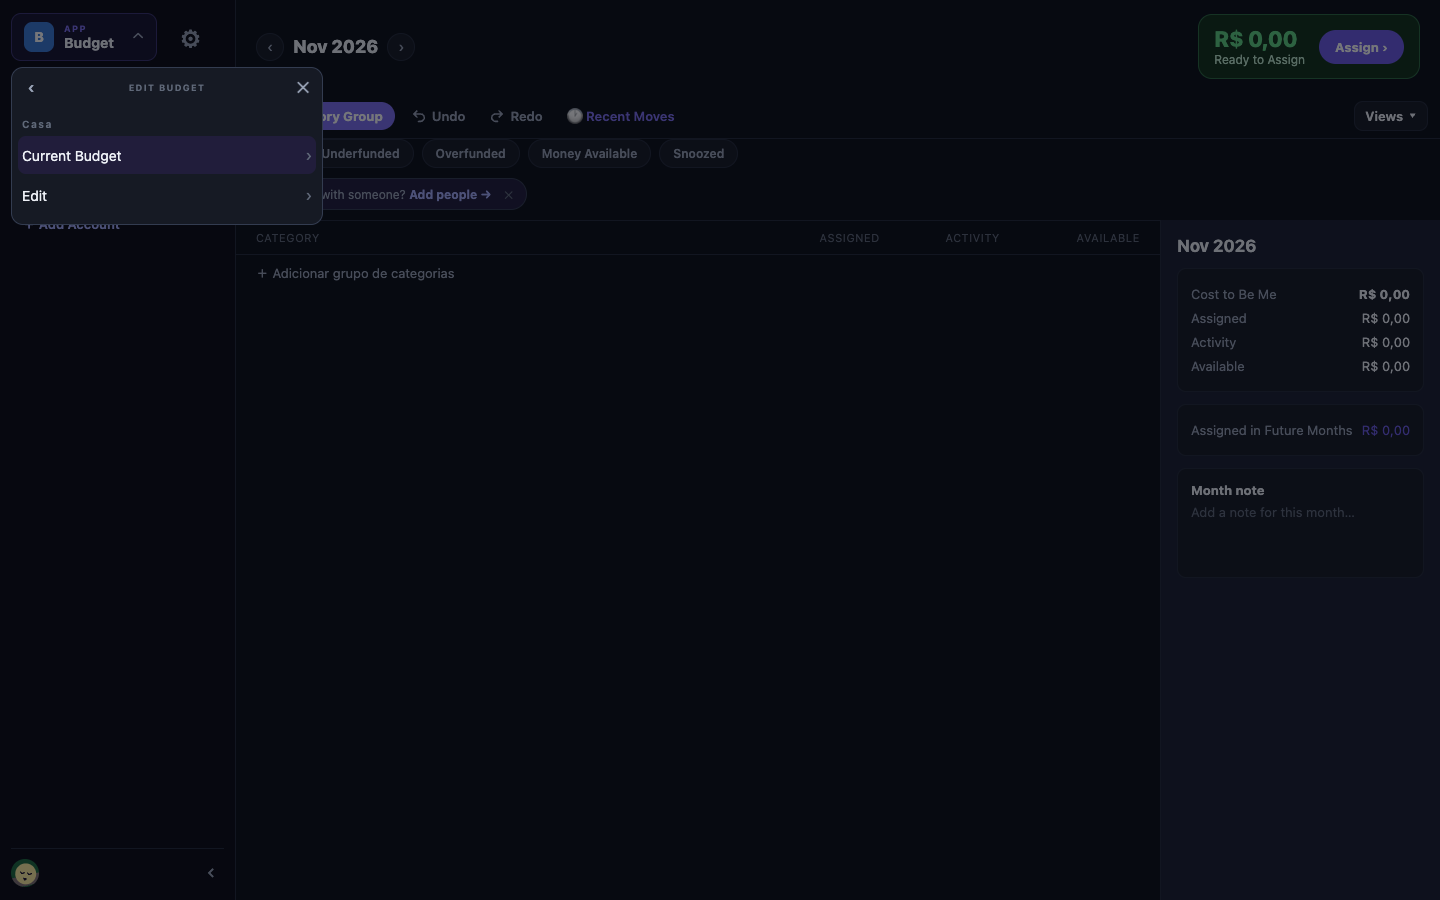 B
APP
Budget
‹ Nov 2026 ›
R$ 0,00
Ready to Assign
Assign ›
‹ EDIT BUDGET ✕
Casa
Current Budget ›
Edit ›
ory Group
Undo
Redo
Recent Moves
Views ▾
Underfunded
Overfunded
Money Available
Snoozed
with someone? Add people → ×
+ Add Account
CATEGORY ASSIGNED ACTIVITY AVAILABLE
+ Adicionar grupo de categorias
Nov 2026
Cost to Be Me R$ 0,00
Assigned R$ 0,00
Activity R$ 0,00
Available R$ 0,00
Assigned in Future Months R$ 0,00
Month note
Add a note for this month...